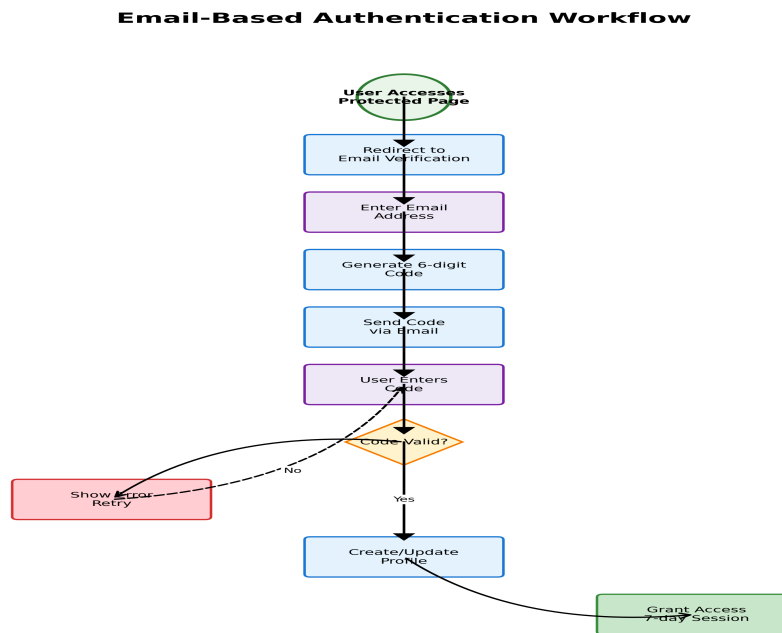 Email-Based Authentication Workflow
User Accesses
Protected Page
Redirect to
Email Verification
Enter Email
Address
Generate 6-digit
Code
Send Code
via Email
User Enters
Code
Code Valid?
No
Show Error
Retry
Yes
Create/Update
Profile
Grant Access
7-day Session